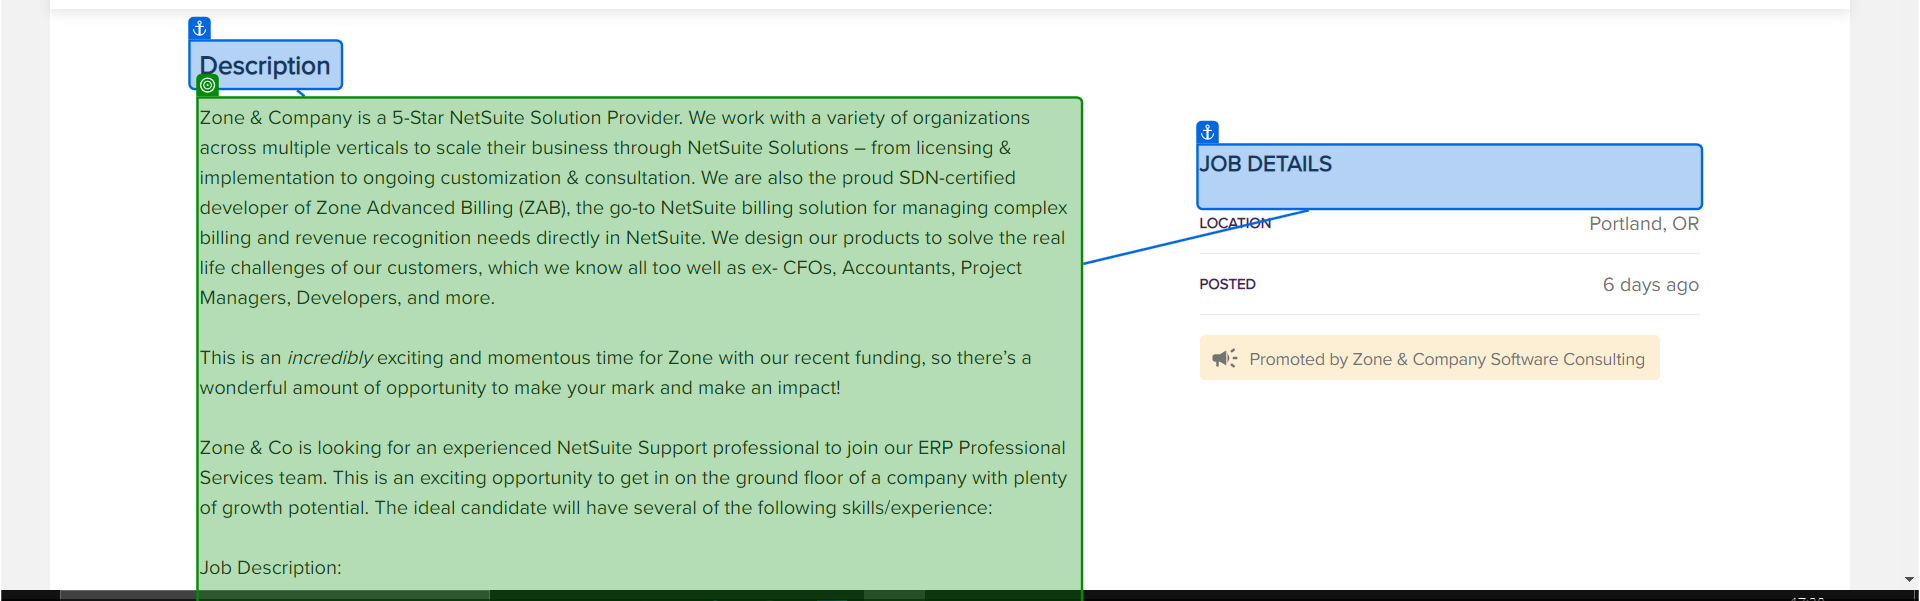 Description
Zone & Company is a 5-Star NetSuite Solution Provider. We work with a variety of organizations
across multiple verticals to scale their business through NetSuite Solutions – from licensing &
implementation to ongoing customization & consultation. We are also the proud SDN-certified
developer of Zone Advanced Billing (ZAB), the go-to NetSuite billing solution for managing complex
billing and revenue recognition needs directly in NetSuite. We design our products to solve the real
life challenges of our customers, which we know all too well as ex- CFOs, Accountants, Project
Managers, Developers, and more.
This is an incredibly exciting and momentous time for Zone with our recent funding, so there’s a
wonderful amount of opportunity to make your mark and make an impact!
Zone & Co is looking for an experienced NetSuite Support professional to join our ERP Professional
Services team. This is an exciting opportunity to get in on the ground floor of a company with plenty
of growth potential. The ideal candidate will have several of the following skills/experience:
Job Description:
JOB DETAILS
LOCATION Portland, OR
POSTED 6 days ago
Promoted by Zone & Company Software Consulting